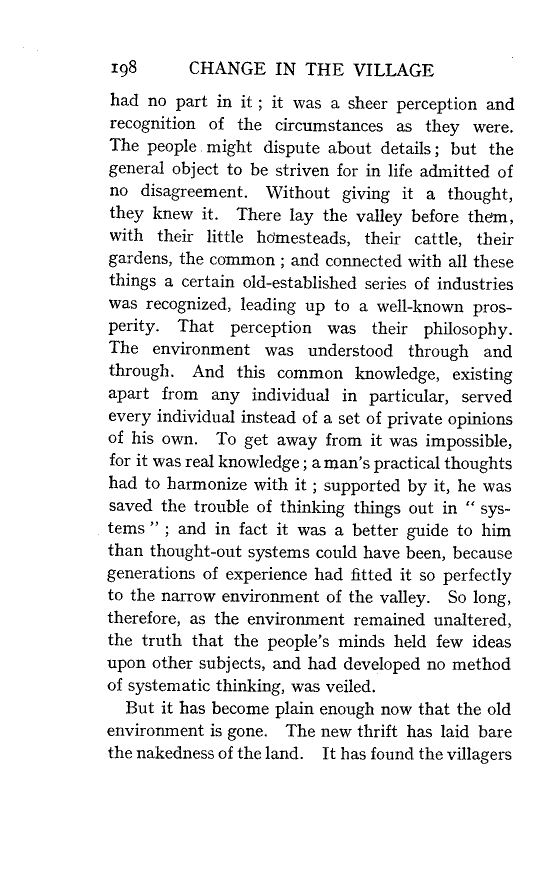 198 CHANGE IN THE VILLAGE
had no part in it ; it was a sheer perception and
recognition of the circumstances as they were.
The people might dispute about details ; but the
general object to be striven for in life admitted of
no disagreement. Without giving it a thought,
they knew it. There lay the valley before them,
with their little homesteads, their cattle, their
gardens, the common ; and connected with all these
things a certain old-established series of industries
was recognized, leading up to a well-known pros-
perity. That perception was their philosophy.
The environment was understood through and
through. And this common knowledge, existing
apart from any individual in particular, served
every individual instead of a set of private opinions
of his own. To get away from it was impossible,
for it was real knowledge ; a man's practical thoughts
had to harmonize with it ; supported by it, he was
saved the trouble of thinking things out in " sys-
tems " ; and in fact it was a better guide to him
than thought-out systems could have been, because
generations of experience had fitted it so perfectly
to the narrow environment of the valley. So long,
therefore, as the environment remained unaltered,
the truth that the people's minds held few ideas
upon other subjects, and had developed no method
of systematic thinking, was veiled.
But it has become plain enough now that the old
environment is gone. The new thrift has laid bare
the nakedness of the land. It has found the villagers